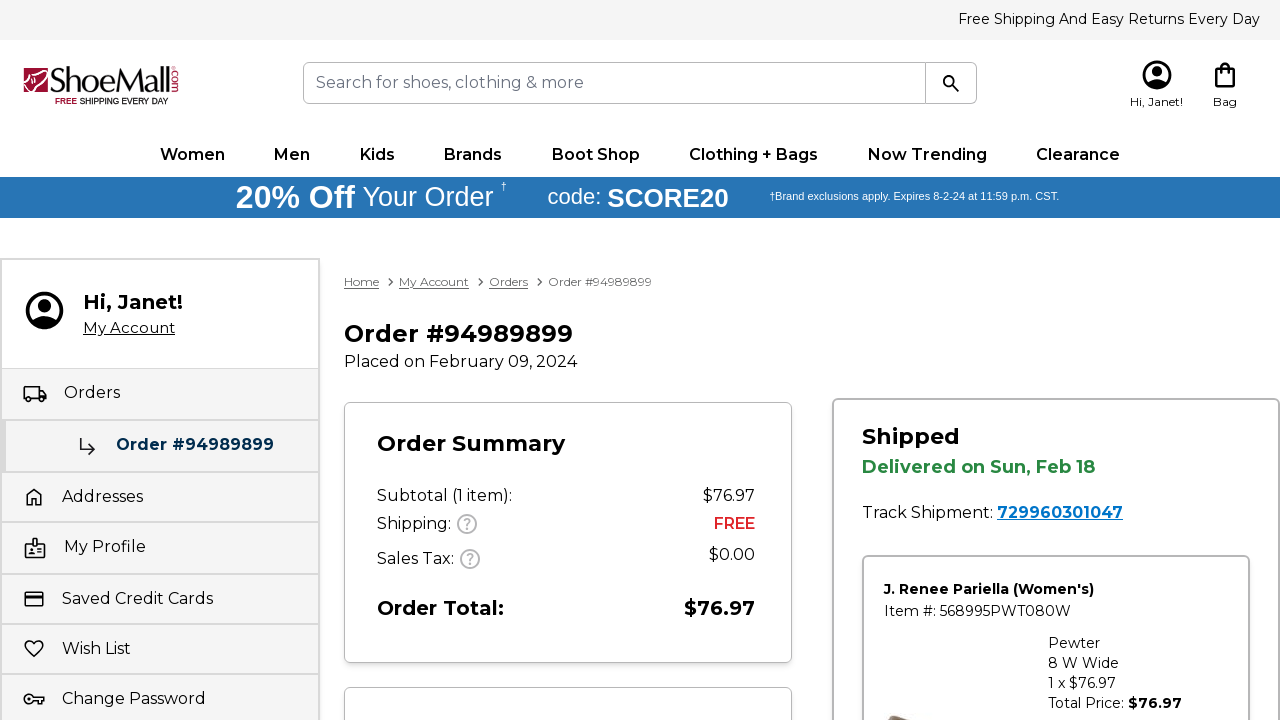 Free Shipping And Easy Returns Every Day
ShoeMall.com
FREE SHIPPING EVERY DAY
Search for shoes, clothing & more
Hi, Janet!
Bag
Women Men Kids Brands Boot Shop Clothing + Bags Now Trending Clearance
20% Off Your Order † code: SCORE20 †Brand exclusions apply. Expires 8-2-24 at 11:59 p.m. CST.
Hi, Janet!
My Account
Orders
Order #94989899
Addresses
My Profile
Saved Credit Cards
Wish List
Change Password
Home > My Account > Orders > Order #94989899
Order #94989899
Placed on February 09, 2024
Order Summary
Subtotal (1 item): $76.97
Shipping: ? FREE
Sales Tax: ? $0.00
Order Total: $76.97
Shipped
Delivered on Sun, Feb 18
Track Shipment: 729960301047
J. Renee Pariella (Women's)
Item #: 568995PWT080W
Pewter
8 W Wide
1 x $76.97
Total Price: $76.97